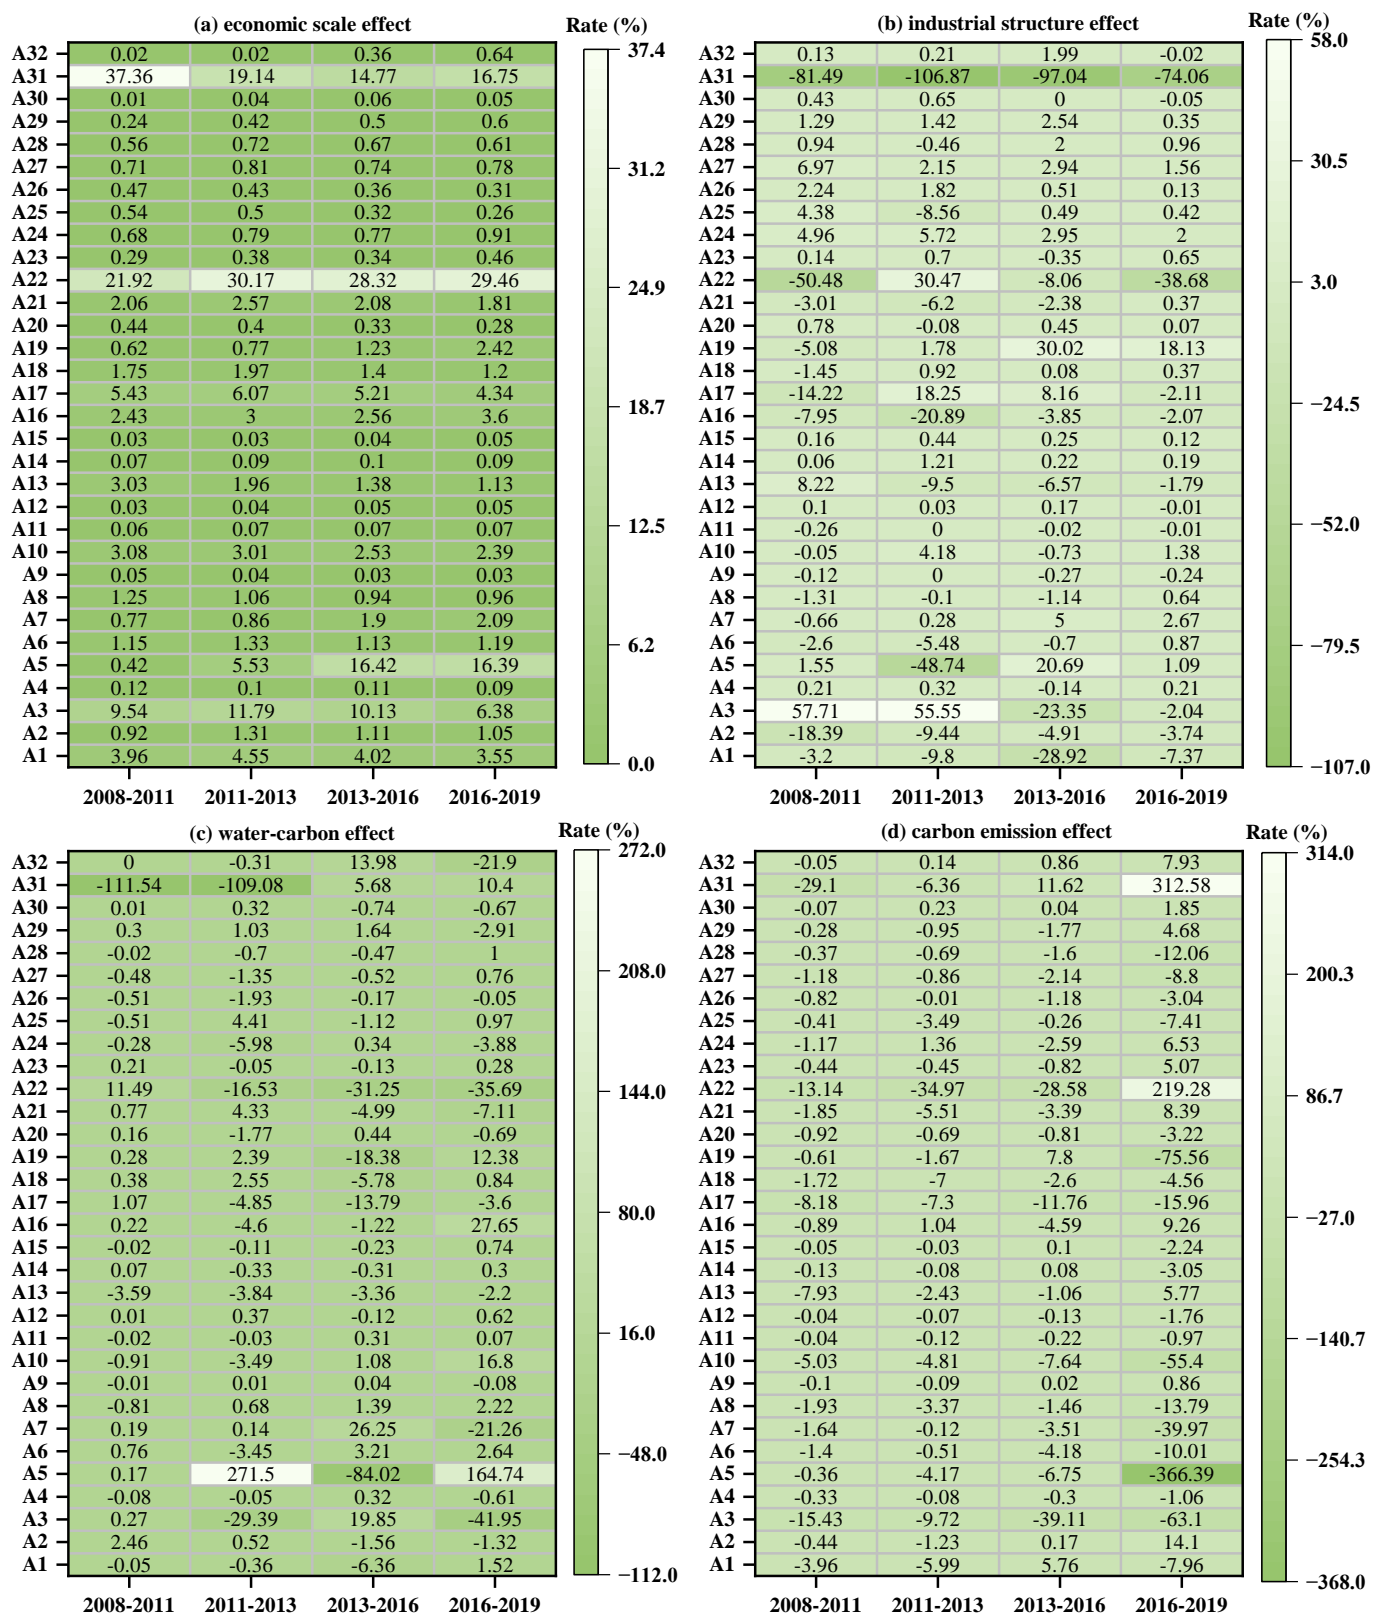 (a) economic scale effect Rate (%)
A32 0.02 0.02 0.36 0.64 37.4
A31 37.36 19.14 14.77 16.75
A30 0.01 0.04 0.06 0.05
A29 0.24 0.42 0.5 0.6
A28 0.56 0.72 0.67 0.61
A27 0.71 0.81 0.74 0.78 31.2
A26 0.47 0.43 0.36 0.31
A25 0.54 0.5 0.32 0.26
A24 0.68 0.79 0.77 0.91
A23 0.29 0.38 0.34 0.46
A22 21.92 30.17 28.32 29.46 24.9
A21 2.06 2.57 2.08 1.81
A20 0.44 0.4 0.33 0.28
A19 0.62 0.77 1.23 2.42
A18 1.75 1.97 1.4 1.2
A17 5.43 6.07 5.21 4.34
A16 2.43 3 2.56 3.6 18.7
A15 0.03 0.03 0.04 0.05
A14 0.07 0.09 0.1 0.09
A13 3.03 1.96 1.38 1.13
A12 0.03 0.04 0.05 0.05
A11 0.06 0.07 0.07 0.07 12.5
A10 3.08 3.01 2.53 2.39
A9 0.05 0.04 0.03 0.03
A8 1.25 1.06 0.94 0.96
A7 0.77 0.86 1.9 2.09
A6 1.15 1.33 1.13 1.19 6.2
A5 0.42 5.53 16.42 16.39
A4 0.12 0.1 0.11 0.09
A3 9.54 11.79 10.13 6.38
A2 0.92 1.31 1.11 1.05
A1 3.96 4.55 4.02 3.55 0.0
2008-2011 2011-2013 2013-2016 2016-2019
(b) industrial structure effect Rate (%)
A32 0.13 0.21 1.99 -0.02 58.0
A31 -81.49 -106.87 -97.04 -74.06
A30 0.43 0.65 0 -0.05
A29 1.29 1.42 2.54 0.35
A28 0.94 -0.46 2 0.96
A27 6.97 2.15 2.94 1.56 30.5
A26 2.24 1.82 0.51 0.13
A25 4.38 -8.56 0.49 0.42
A24 4.96 5.72 2.95 2
A23 0.14 0.7 -0.35 0.65
A22 -50.48 30.47 -8.06 -38.68 3.0
A21 -3.01 -6.2 -2.38 0.37
A20 0.78 -0.08 0.45 0.07
A19 -5.08 1.78 30.02 18.13
A18 -1.45 0.92 0.08 0.37
A17 -14.22 18.25 8.16 -2.11 −24.5
A16 -7.95 -20.89 -3.85 -2.07
A15 0.16 0.44 0.25 0.12
A14 0.06 1.21 0.22 0.19
A13 8.22 -9.5 -6.57 -1.79
A12 0.1 0.03 0.17 -0.01
A11 -0.26 0 -0.02 -0.01 −52.0
A10 -0.05 4.18 -0.73 1.38
A9 -0.12 0 -0.27 -0.24
A8 -1.31 -0.1 -1.14 0.64
A7 -0.66 0.28 5 2.67
A6 -2.6 -5.48 -0.7 0.87 −79.5
A5 1.55 -48.74 20.69 1.09
A4 0.21 0.32 -0.14 0.21
A3 57.71 55.55 -23.35 -2.04
A2 -18.39 -9.44 -4.91 -3.74
A1 -3.2 -9.8 -28.92 -7.37 −107.0
2008-2011 2011-2013 2013-2016 2016-2019
(c) water-carbon effect Rate (%)
A32 0 -0.31 13.98 -21.9 272.0
A31 -111.54 -109.08 5.68 10.4
A30 0.01 0.32 -0.74 -0.67
A29 0.3 1.03 1.64 -2.91
A28 -0.02 -0.7 -0.47 1
A27 -0.48 -1.35 -0.52 0.76 208.0
A26 -0.51 -1.93 -0.17 -0.05
A25 -0.51 4.41 -1.12 0.97
A24 -0.28 -5.98 0.34 -3.88
A23 0.21 -0.05 -0.13 0.28
A22 11.49 -16.53 -31.25 -35.69 144.0
A21 0.77 4.33 -4.99 -7.11
A20 0.16 -1.77 0.44 -0.69
A19 0.28 2.39 -18.38 12.38
A18 0.38 2.55 -5.78 0.84
A17 1.07 -4.85 -13.79 -3.6 80.0
A16 0.22 -4.6 -1.22 27.65
A15 -0.02 -0.11 -0.23 0.74
A14 0.07 -0.33 -0.31 0.3
A13 -3.59 -3.84 -3.36 -2.2
A12 0.01 0.37 -0.12 0.62
A11 -0.02 -0.03 0.31 0.07 16.0
A10 -0.91 -3.49 1.08 16.8
A9 -0.01 0.01 0.04 -0.08
A8 -0.81 0.68 1.39 2.22
A7 0.19 0.14 26.25 -21.26
A6 0.76 -3.45 3.21 2.64 −48.0
A5 0.17 271.5 -84.02 164.74
A4 -0.08 -0.05 0.32 -0.61
A3 0.27 -29.39 19.85 -41.95
A2 2.46 0.52 -1.56 -1.32
A1 -0.05 -0.36 -6.36 1.52 −112.0
2008-2011 2011-2013 2013-2016 2016-2019
(d) carbon emission effect Rate (%)
A32 -0.05 0.14 0.86 7.93 314.0
A31 -29.1 -6.36 11.62 312.58
A30 -0.07 0.23 0.04 1.85
A29 -0.28 -0.95 -1.77 4.68
A28 -0.37 -0.69 -1.6 -12.06
A27 -1.18 -0.86 -2.14 -8.8 200.3
A26 -0.82 -0.01 -1.18 -3.04
A25 -0.41 -3.49 -0.26 -7.41
A24 -1.17 1.36 -2.59 6.53
A23 -0.44 -0.45 -0.82 5.07
A22 -13.14 -34.97 -28.58 219.28 86.7
A21 -1.85 -5.51 -3.39 8.39
A20 -0.92 -0.69 -0.81 -3.22
A19 -0.61 -1.67 7.8 -75.56
A18 -1.72 -7 -2.6 -4.56
A17 -8.18 -7.3 -11.76 -15.96
A16 -0.89 1.04 -4.59 9.26 −27.0
A15 -0.05 -0.03 0.1 -2.24
A14 -0.13 -0.08 0.08 -3.05
A13 -7.93 -2.43 -1.06 5.77
A12 -0.04 -0.07 -0.13 -1.76
A11 -0.04 -0.12 -0.22 -0.97 −140.7
A10 -5.03 -4.81 -7.64 -55.4
A9 -0.1 -0.09 0.02 0.86
A8 -1.93 -3.37 -1.46 -13.79
A7 -1.64 -0.12 -3.51 -39.97
A6 -1.4 -0.51 -4.18 -10.01 −254.3
A5 -0.36 -4.17 -6.75 -366.39
A4 -0.33 -0.08 -0.3 -1.06
A3 -15.43 -9.72 -39.11 -63.1
A2 -0.44 -1.23 0.17 14.1
A1 -3.96 -5.99 5.76 -7.96 −368.0
2008-2011 2011-2013 2013-2016 2016-2019